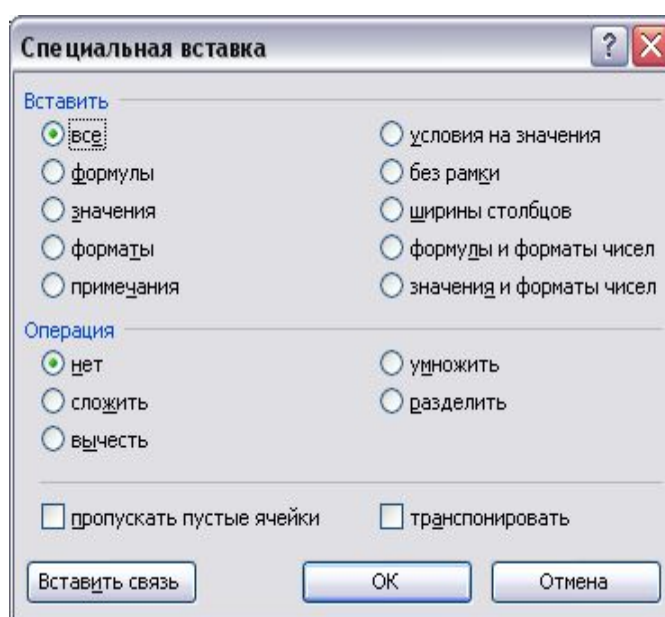 Специальная вставка
?
Вставить
все
условия на значения
формулы
без рамки
значения
ширины столбцов
форматы
формулы и форматы чисел
примечания
значения и форматы чисел
Операция
нет
умножить
сложить
разделить
вычесть
пропускать пустые ячейки
транспонировать
Вставить связь
ОК
Отмена